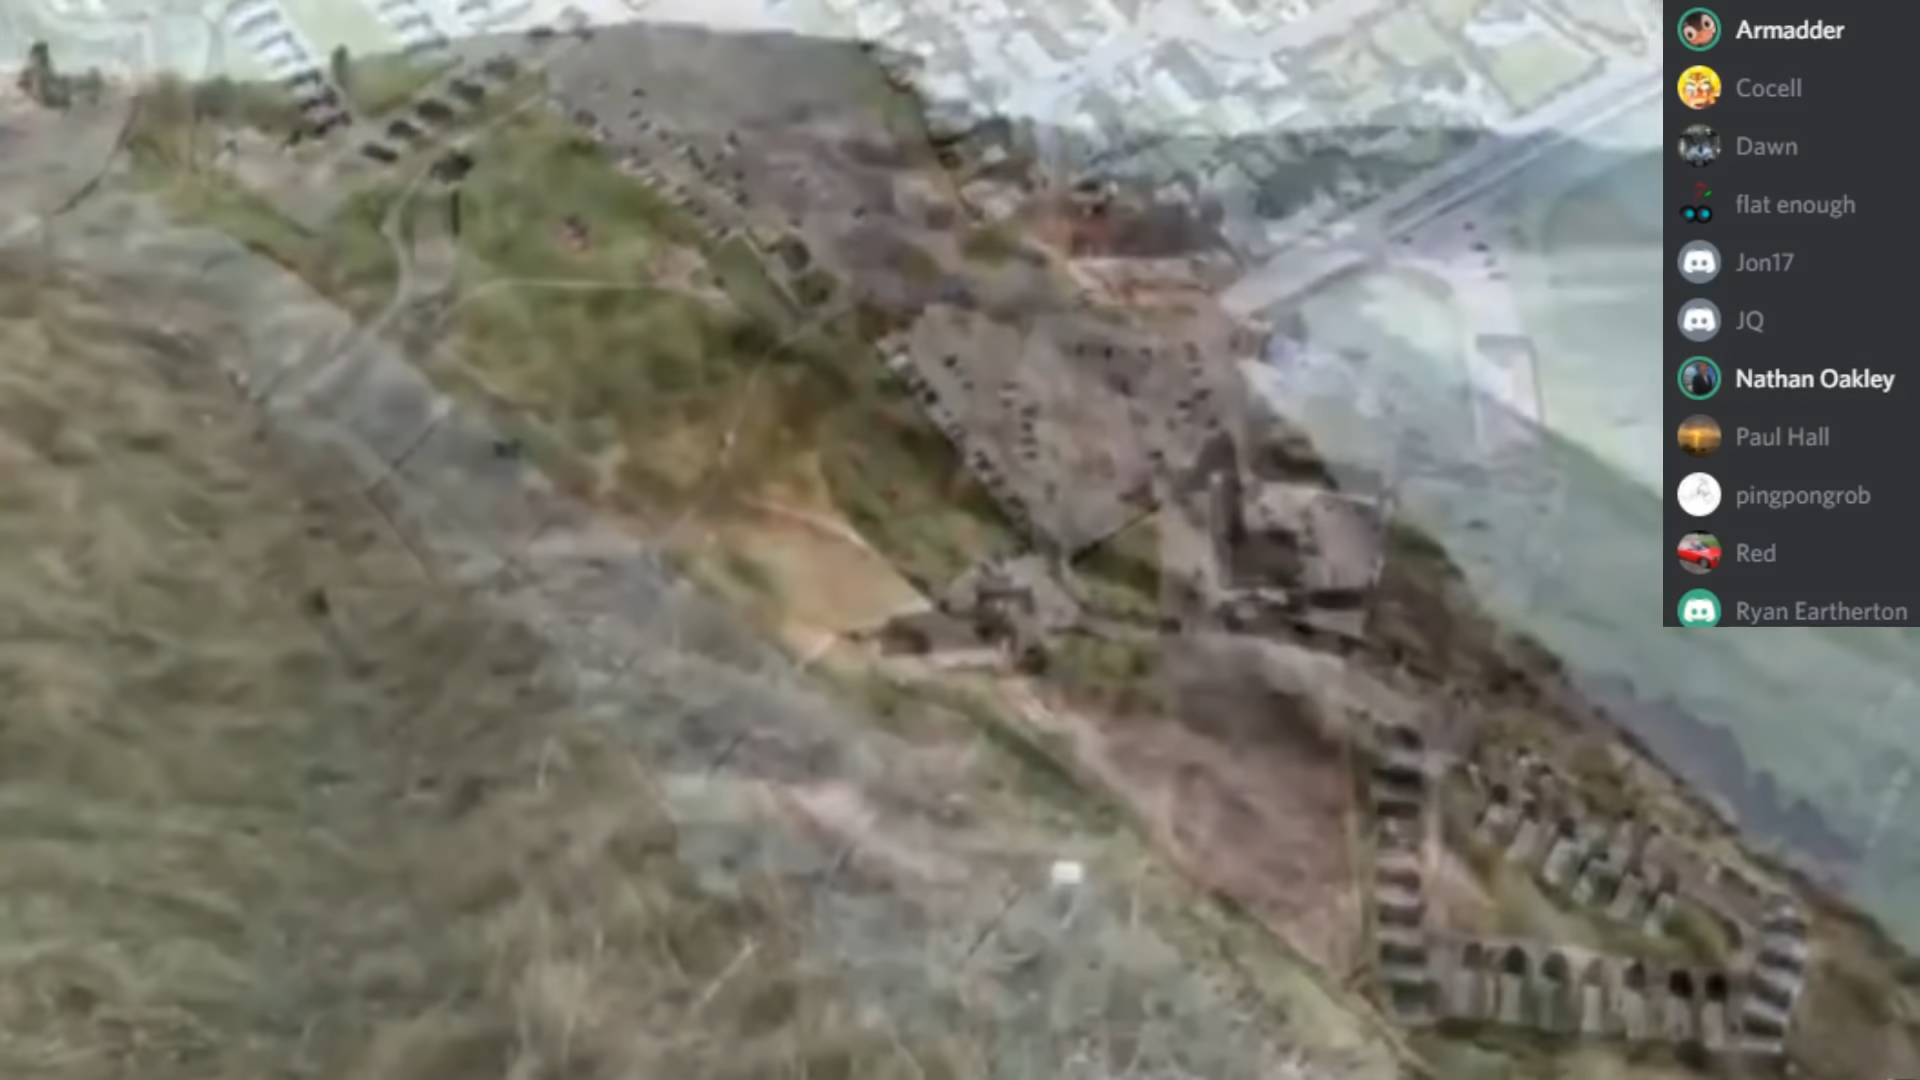 Armadder
Cocell
Dawn
flat enough
Jon17
JQ
Nathan Oakley
Paul Hall
pingpongrob
Red
Ryan Eartherton